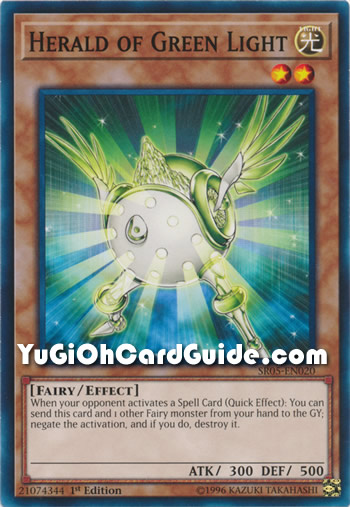 HERALD OF GREEN LIGHT
LIGHT
光
YuGiOhCardGuide.com
SR05-EN020
[FAIRY/EFFECT]
When your opponent activates a Spell Card (Quick Effect): You can
send this card and 1 other Fairy monster from your hand to the GY;
negate the activation, and if you do, destroy it.
ATK/ 300 DEF/ 500
21074344 1st Edition ©1996 KAZUKI TAKAHASHI